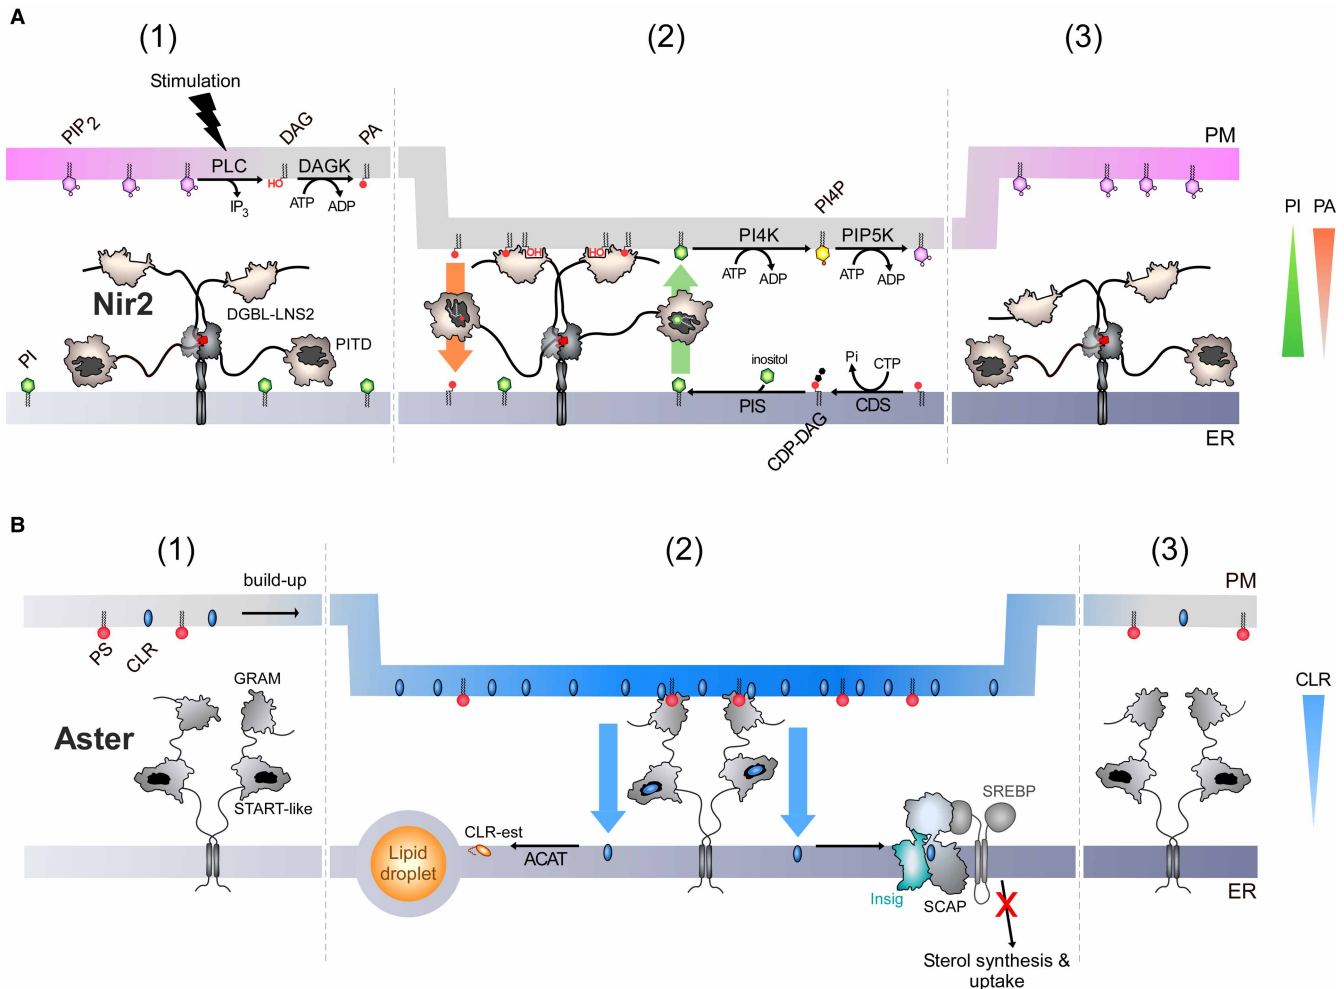 A
(1)
(2)
(3)
Stimulation
PIP2
DAG
PA
PM
PLC
DAGK
HO
IP3
ATP
ADP
PI4P
PI4K
PIP5K
ATP
ADP
ATP
ADP
OH
HO
PI
PA
Nir2
DGBL-LNS2
PITD
PI
inositol
Pi
CTP
PIS
CDS
CDP-DAG
ER
B
(1)
(2)
(3)
build-up
PM
PS
CLR
GRAM
CLR
Aster
START-like
SREBP
CLR-est
Lipid
droplet
ACAT
Insig
SCAP
ER
X
Sterol synthesis &
uptake